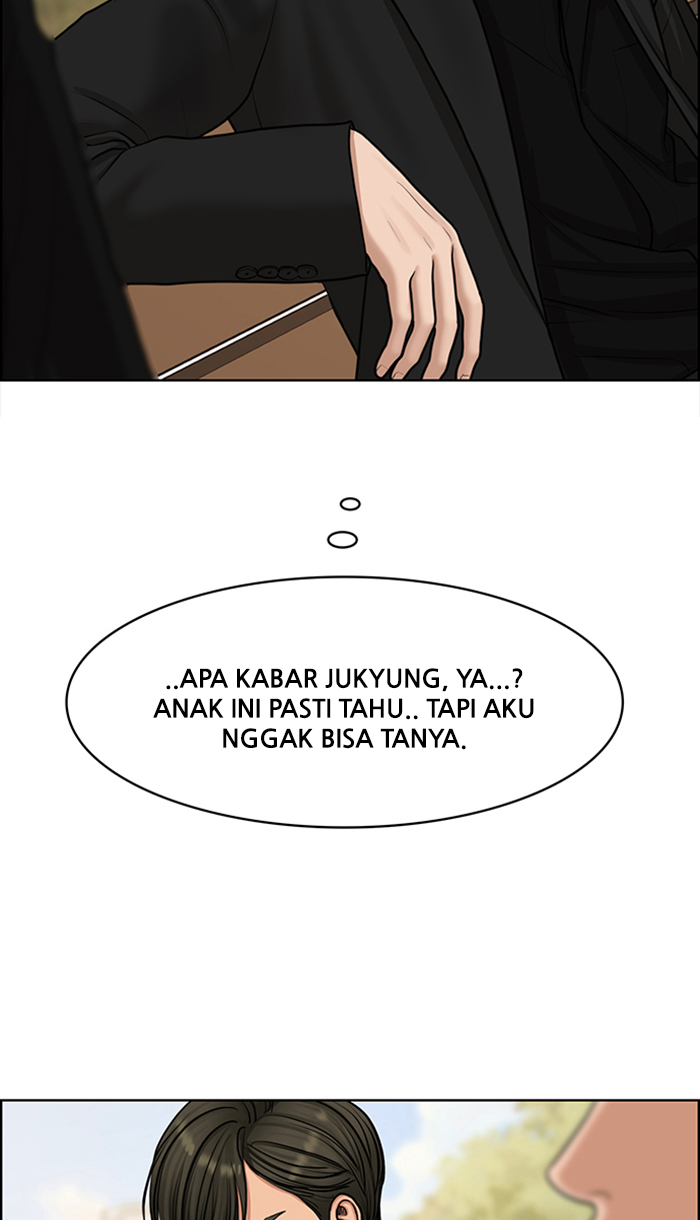 ..APA KABAR JUKYUNG, YA...?
ANAK INI PASTI TAHU.. TAPI AKU
NGGAK BISA TANYA.